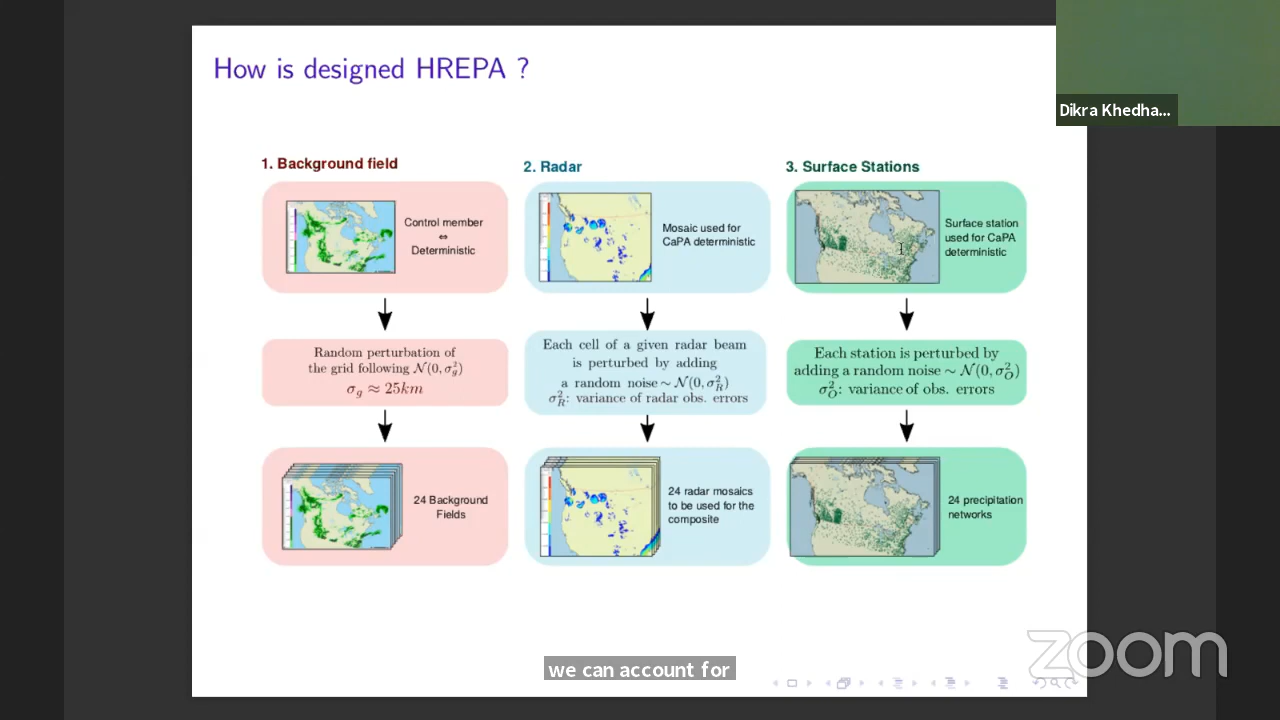 How is designed HREPA ?
Dikra Khedha...
1. Background field
Control member
⇔
Deterministic
Random perturbation of
the grid following 𝒩(0, σ_g^2)
σ_g ≈ 25km
24 Background
Fields
2. Radar
Mosaic used for
CaPA deterministic
Each cell of a given radar beam
is perturbed by adding
a random noise ~ 𝒩(0, σ_R^2)
σ_R^2: variance of radar obs. errors
24 radar mosaics
to be used for the
composite
3. Surface Stations
Surface station
used for CaPA
deterministic
Each station is perturbed by
adding a random noise ~ 𝒩(0, σ_O^2)
σ_O^2: variance of obs. errors
24 precipitation
networks
we can account for
zoom